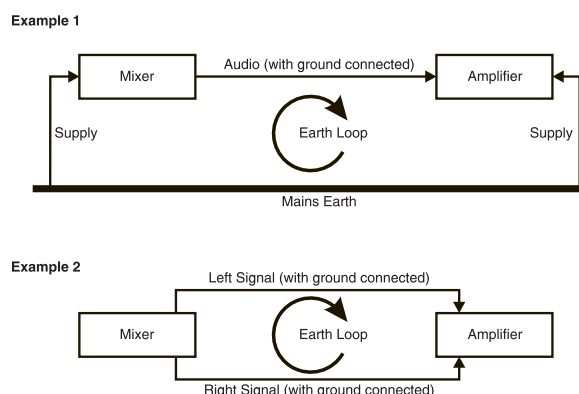 Example 1
Audio (with ground connected)
Mixer
Amplifier
Earth Loop
Supply
Supply
Mains Earth
Example 2
Left Signal (with ground connected)
Mixer
Earth Loop
Amplifier
Right Signal (with ground connected)